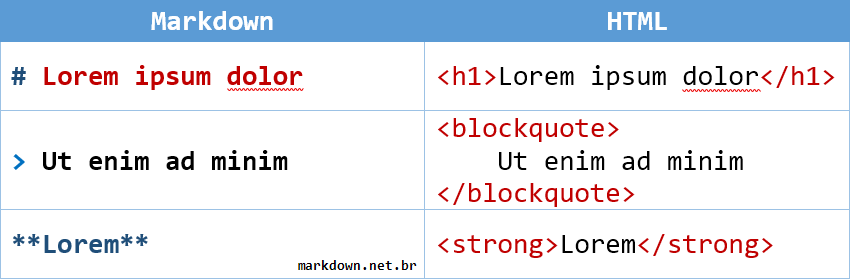 Markdown HTML
# Lorem ipsum dolor <h1>Lorem ipsum dolor</h1>
<blockquote>
> Ut enim ad minim Ut enim ad minim
</blockquote>
**Lorem** <strong>Lorem</strong>
markdown.net.br